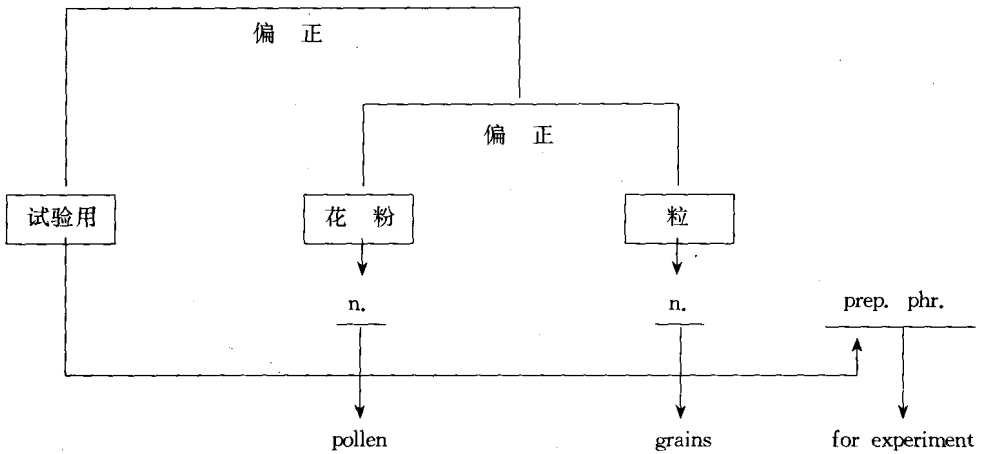 偏 正
偏 正
试验用 花 粉 粒
n. n. prep. phr.
pollen grains for experiment